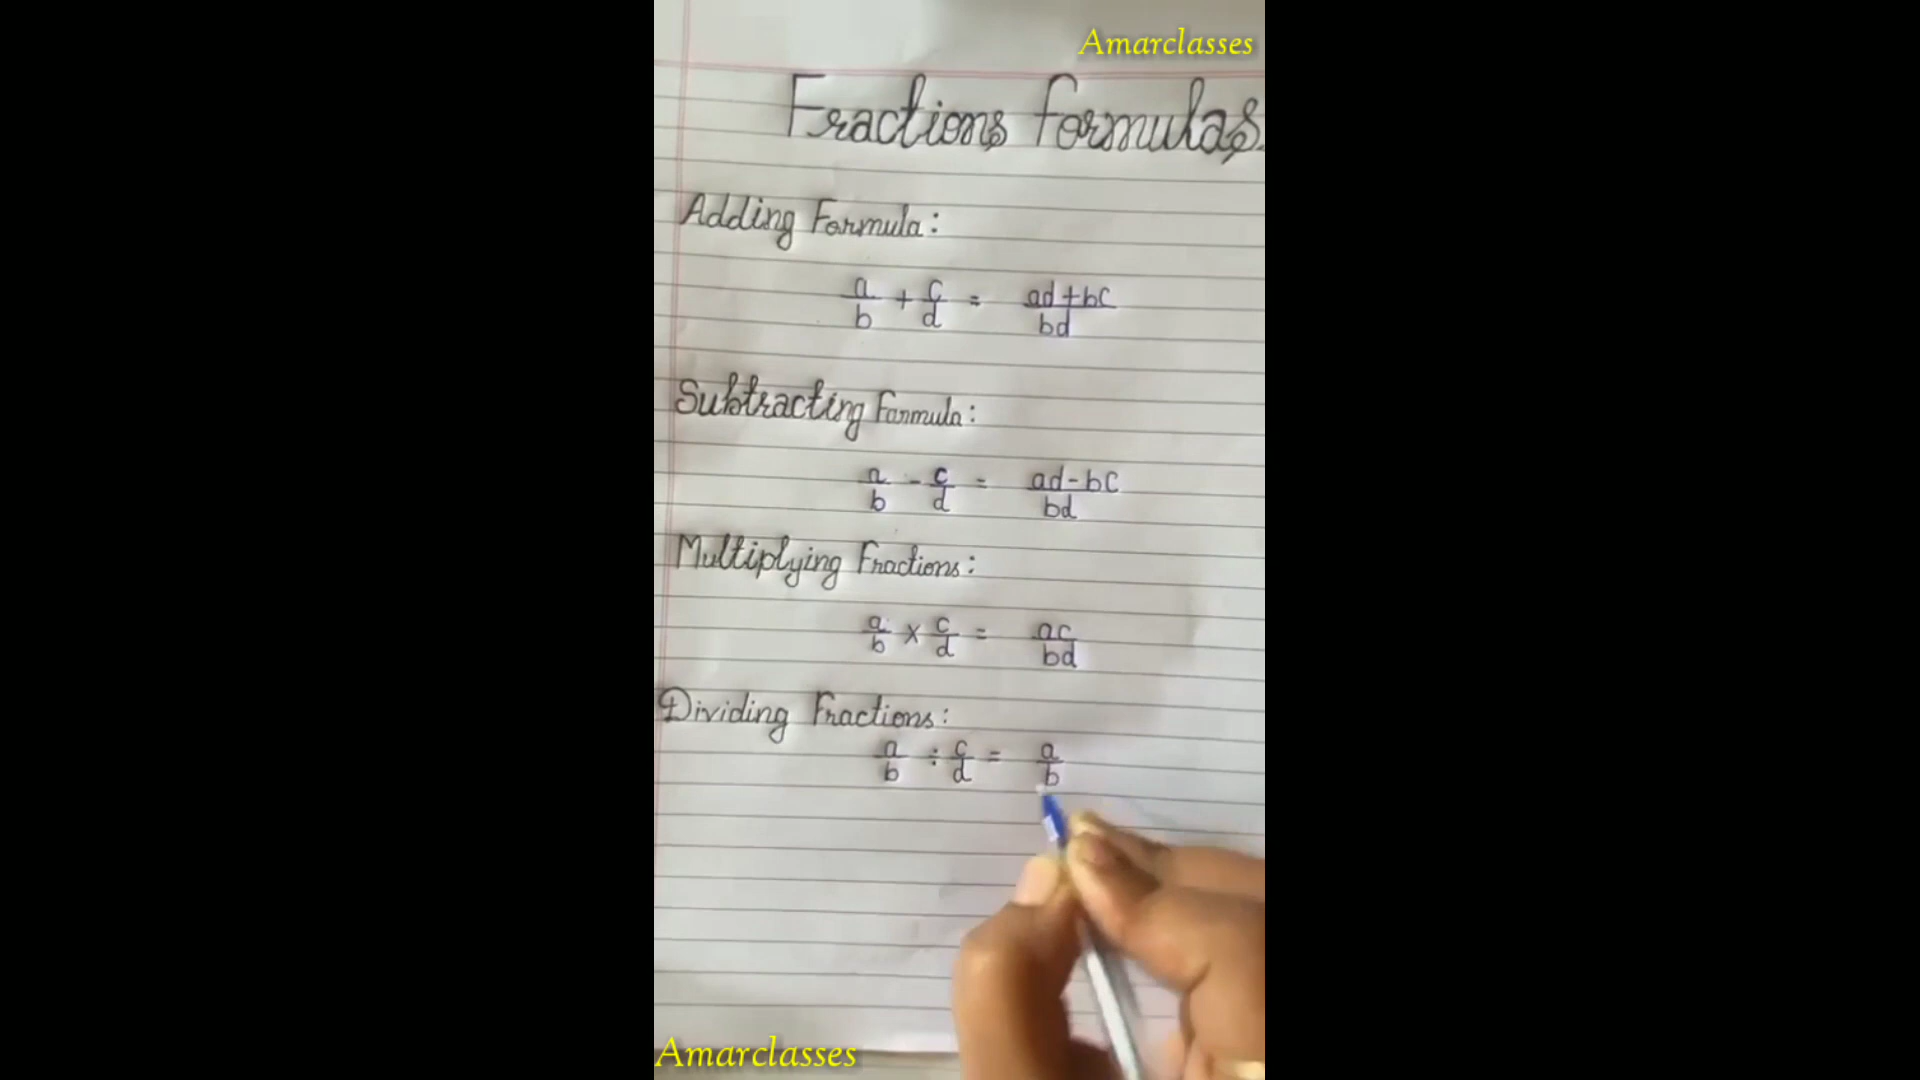 Amarclasses
Fractions formulas.
Adding Formula:
a/b + c/d = ad+bc/bd
Subtracting Formula:
a/b - c/d = ad-bc/bd
Multiplying Fractions:
a/b × c/d = ac/bd
Dividing Fractions:
a/b ÷ c/d = a/b
Amarclasses